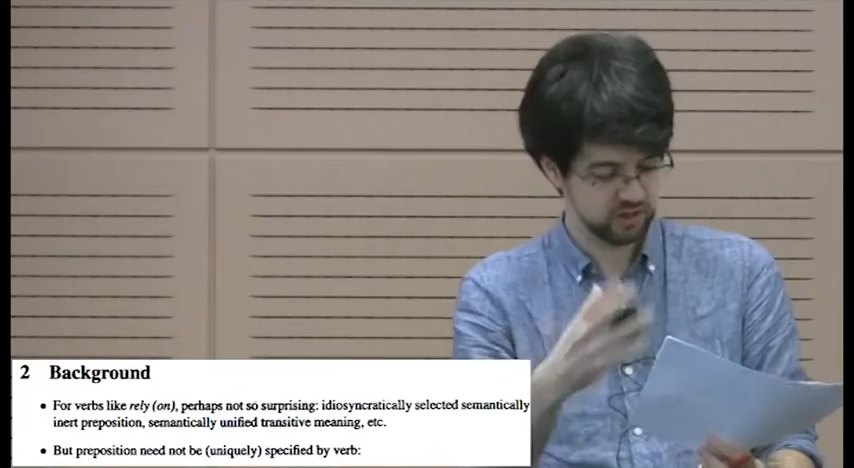 2 Background
• For verbs like rely (on), perhaps not so surprising: idiosyncratically selected semantically
inert preposition, semantically unified transitive meaning, etc.
• But preposition need not be (uniquely) specified by verb: